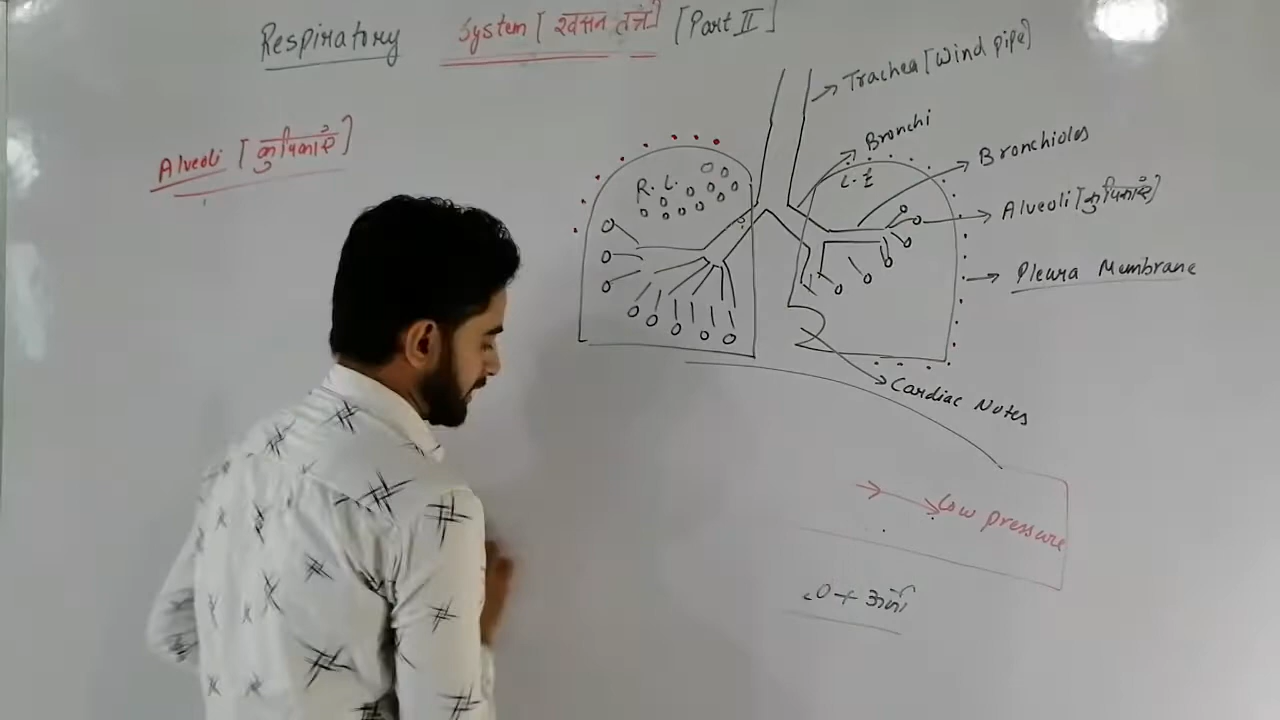 Respiratory System [श्वसन तंत्र] [Part II]
Trachea [Wind pipe]
Alveoli [कुपिकाएं]
Bronchi
Bronchioles
R. L.
L. L
Alveoli [कुपिकाएं]
Pleura Membrane
Cardiac Notes
Low pressure